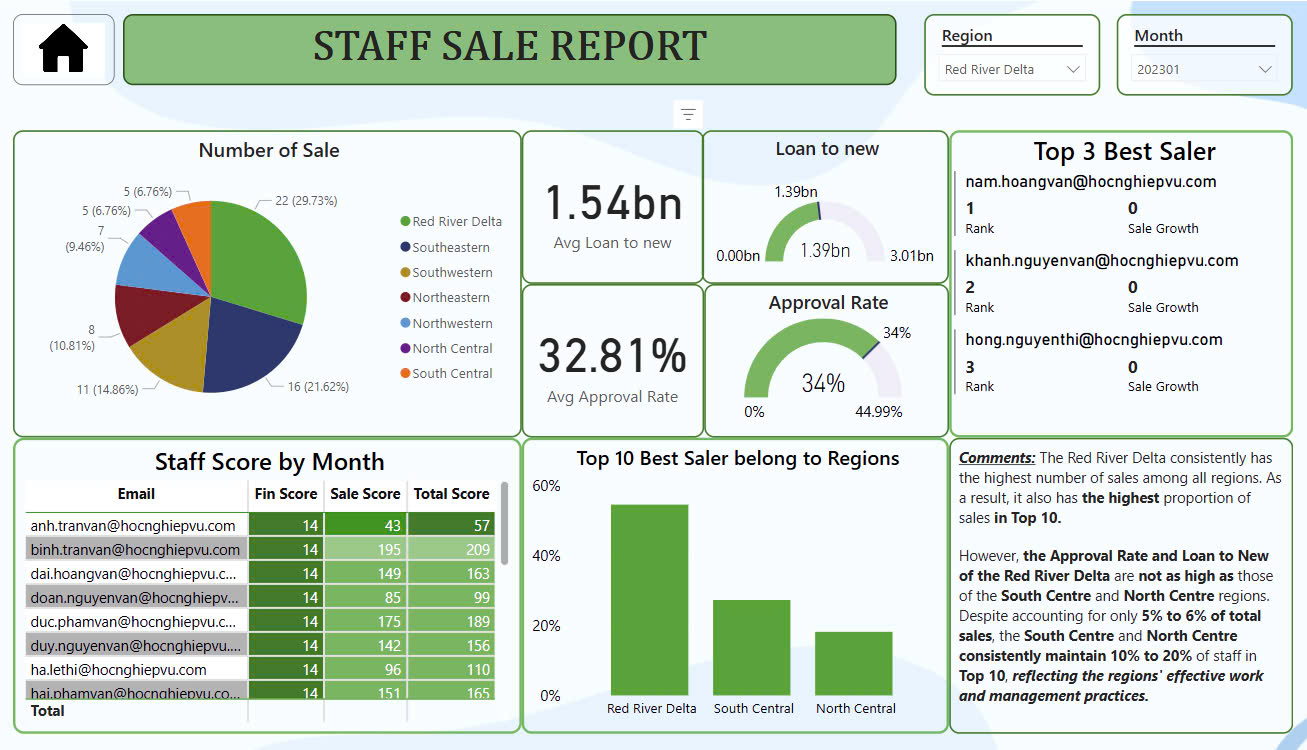 STAFF SALE REPORT
Region
Red River Delta
Month
202301
Number of Sale
22 (29.73%)
16 (21.62%)
11 (14.86%)
8
(10.81%)
7
(9.46%)
5 (6.76%)
5 (6.76%)
Red River Delta
Southeastern
Southwestern
Northeastern
Northwestern
North Central
South Central
1.54bn
Avg Loan to new
Loan to new
1.39bn
0.00bn
1.39bn
3.01bn
32.81%
Avg Approval Rate
Approval Rate
34%
34%
0%
44.99%
Top 3 Best Saler
nam.hoangvan@hocnghiepvu.com
1 0
Rank Sale Growth
khanh.nguyenvan@hocnghiepvu.com
2 0
Rank Sale Growth
hong.nguyenthi@hocnghiepvu.com
3 0
Rank Sale Growth
Staff Score by Month
Email Fin Score Sale Score Total Score
anh.tranvan@hocnghiepvu.com 14 43 57
binh.tranvan@hocnghiepvu.com 14 195 209
dai.hoangvan@hocnghiepvu.c... 14 149 163
doan.nguyenvan@hocnghiepv... 14 85 99
duc.phamvan@hocnghiepvu.c... 14 175 189
duy.nguyenvan@hocnghiepvu.... 14 142 156
ha.lethi@hocnghiepvu.com 14 96 110
hai.phamvan@hocnghiepvu.co... 14 151 165
Total
Top 10 Best Saler belong to Regions
60%
40%
20%
0%
Red River Delta South Central North Central
Comments: The Red River Delta consistently has
the highest number of sales among all regions. As
a result, it also has the highest proportion of
sales in Top 10.
However, the Approval Rate and Loan to New
of the Red River Delta are not as high as those
of the South Centre and North Centre regions.
Despite accounting for only 5% to 6% of total
sales, the South Centre and North Centre
consistently maintain 10% to 20% of staff in
Top 10, reflecting the regions' effective work
and management practices.